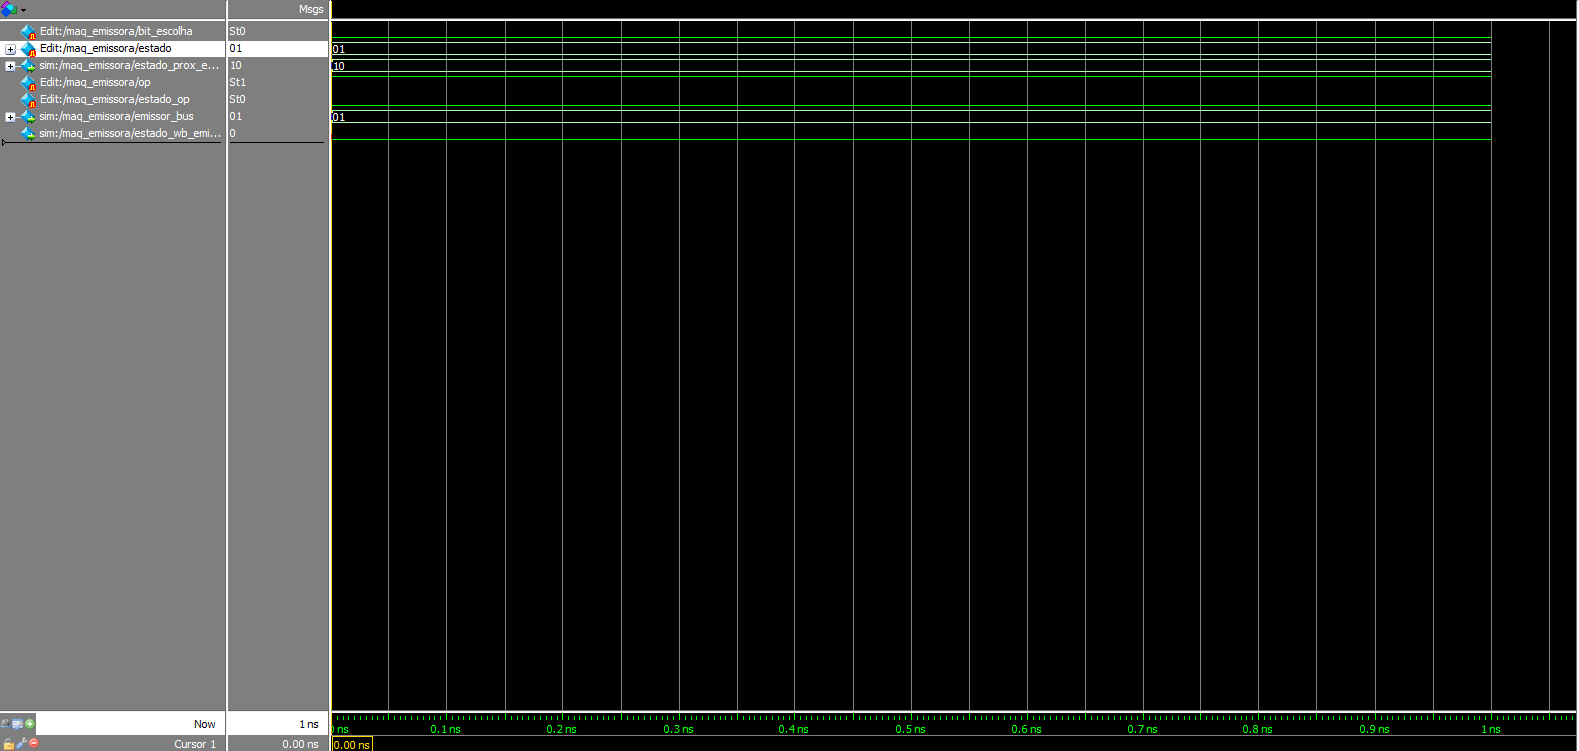 Msgs
Edit:/maq_emissora/bit_escolha St0
Edit:/maq_emissora/estado 01 01
sim:/maq_emissora/estado_prox_e... 10 10
Edit:/maq_emissora/op St1
Edit:/maq_emissora/estado_op St0
sim:/maq_emissora/emissor_bus 01 01
sim:/maq_emissora/estado_wb_emi... 0
Now 1 ns ns 0.1 ns 0.2 ns 0.3 ns 0.4 ns 0.5 ns 0.6 ns 0.7 ns 0.8 ns 0.9 ns 1 ns
Cursor 1 0.00 ns 0.00 ns